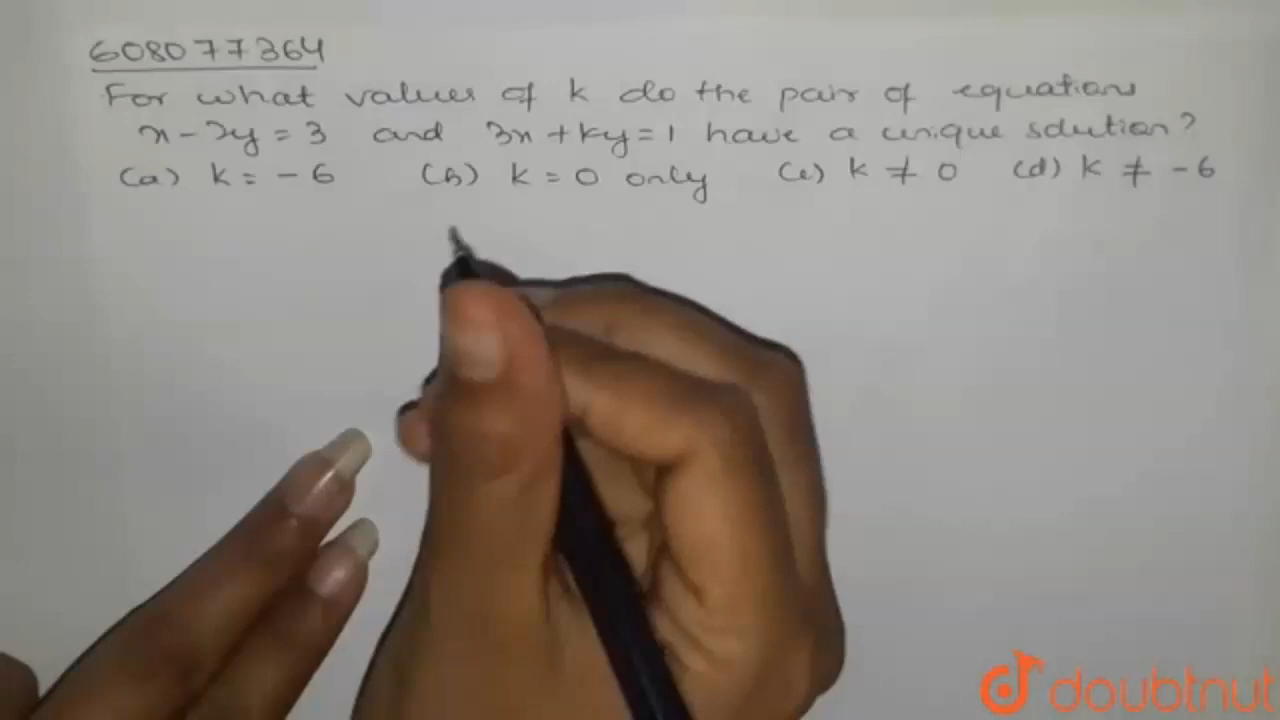 608077364
For what values of k do the pair of equations
x - 2y = 3 and 3x + ky = 1 have a unique solution?
(a) k = - 6 (b) k = 0 only (c) k ≠ 0 (d) k ≠ - 6
doubtnut